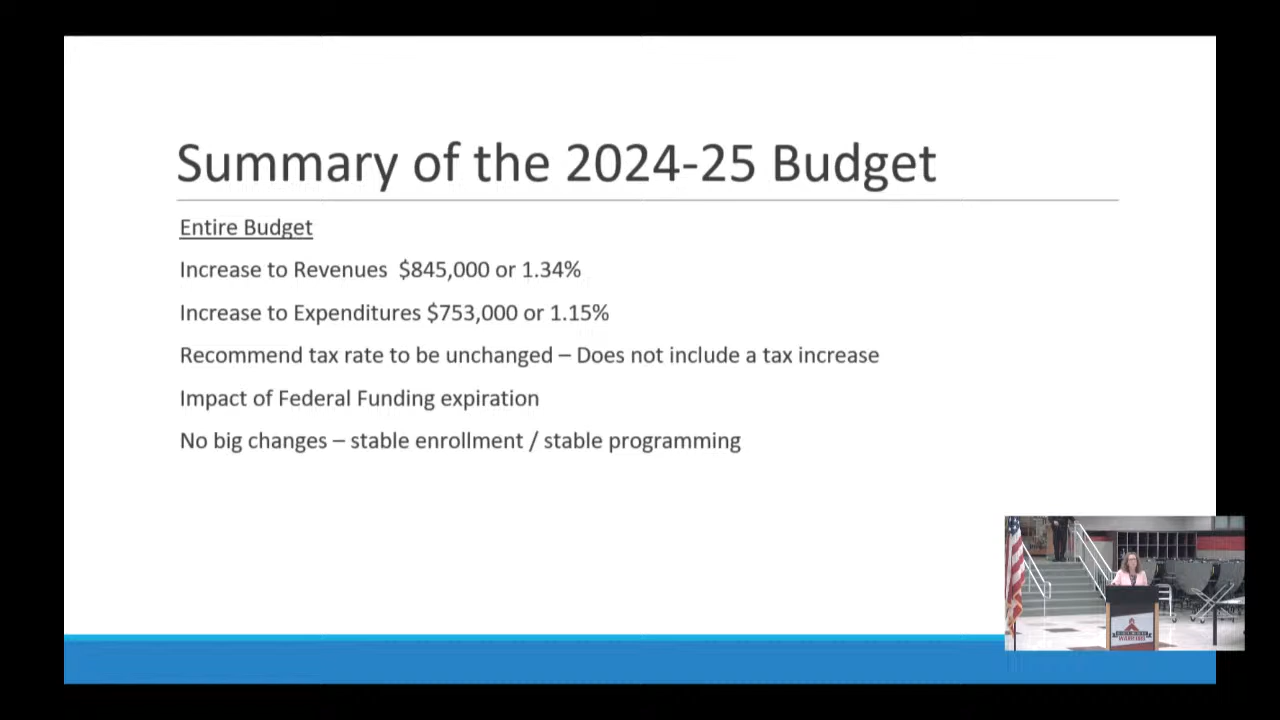 Summary of the 2024-25 Budget
Entire Budget
Increase to Revenues  $845,000 or 1.34%
Increase to Expenditures $753,000 or 1.15%
Recommend tax rate to be unchanged – Does not include a tax increase
Impact of Federal Funding expiration
No big changes – stable enrollment / stable programming